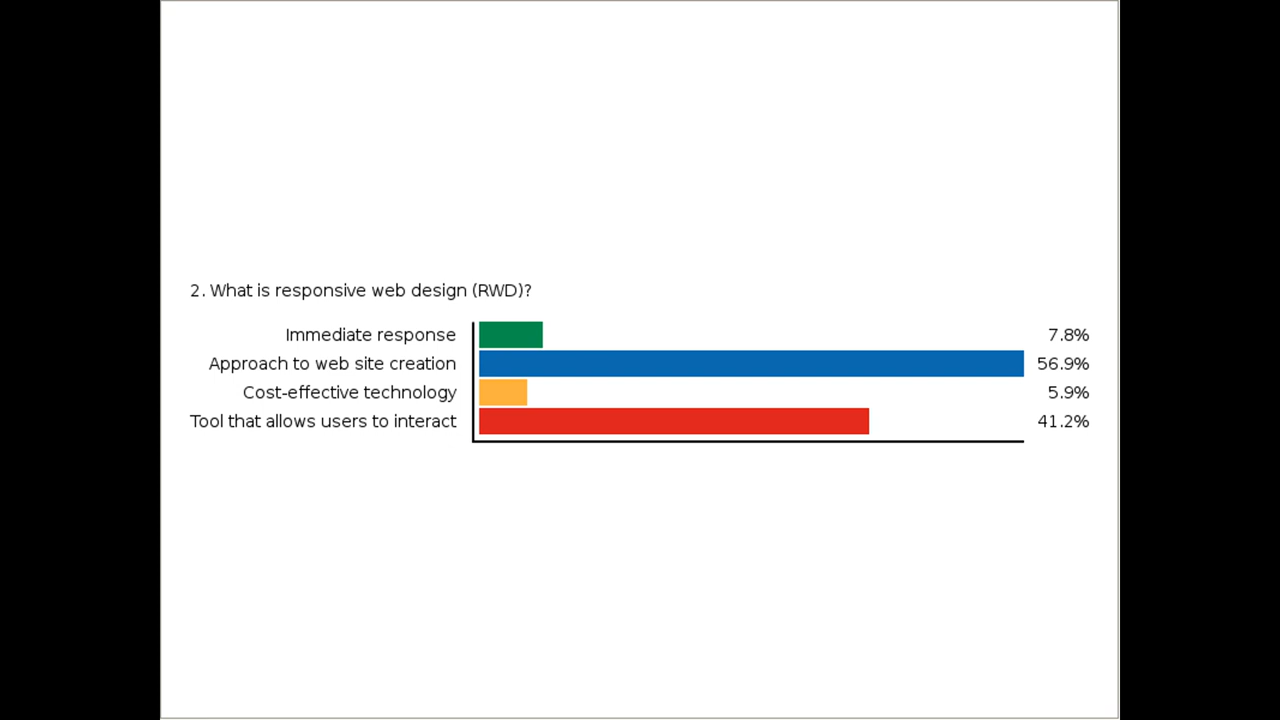 2. What is responsive web design (RWD)?
Immediate response 7.8%
Approach to web site creation 56.9%
Cost-effective technology 5.9%
Tool that allows users to interact 41.2%